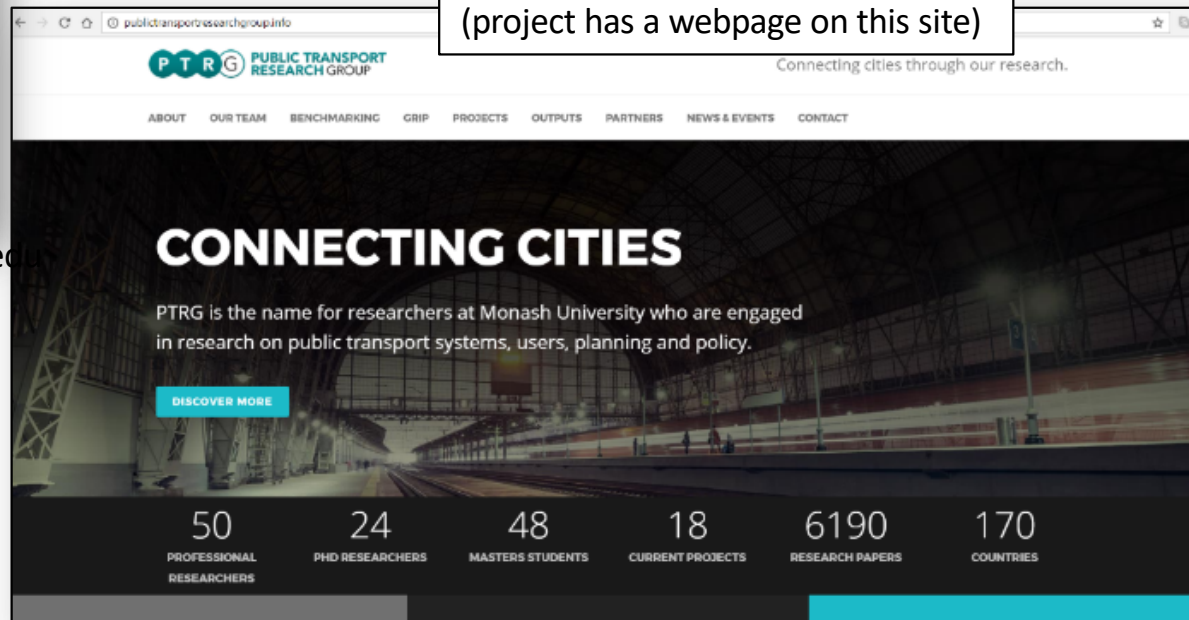 (project has a webpage on this site)
publictransportresearchgroup.info
PTRG PUBLIC TRANSPORT
RESEARCH GROUP
Connecting cities through our research.
ABOUT OUR TEAM BENCHMARKING GRIP PROJECTS OUTPUTS PARTNERS NEWS & EVENTS CONTACT
edu
CONNECTING CITIES
PTRG is the name for researchers at Monash University who are engaged
in research on public transport systems, users, planning and policy.
DISCOVER MORE
50 24 48 18 6190 170
PROFESSIONAL PHD RESEARCHERS MASTERS STUDENTS CURRENT PROJECTS RESEARCH PAPERS COUNTRIES
RESEARCHERS